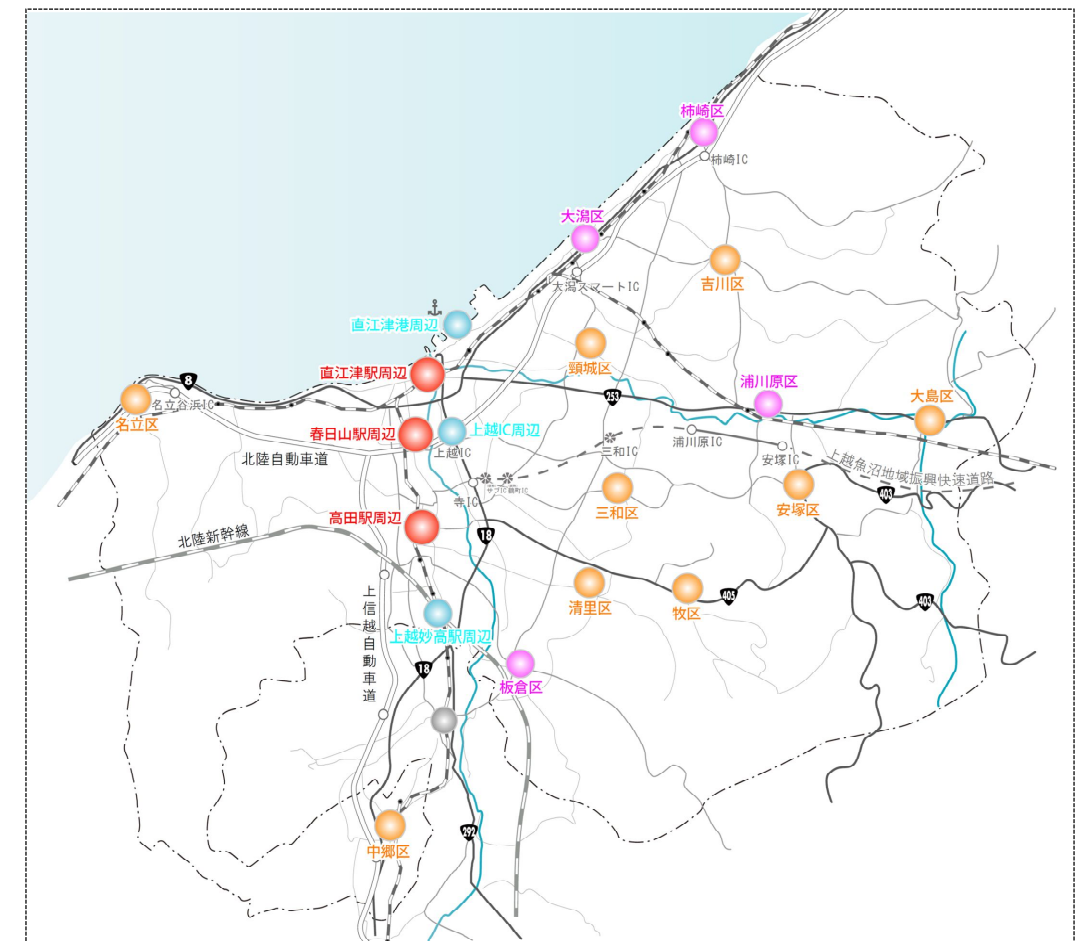 柿崎区
柿崎IC
大潟区
大潟スマートIC
吉川区
直江津港周辺
頸城区
直江津駅周辺
8
名立谷浜IC
名立区
253
浦川原区
大島区
春日山駅周辺
上越IC周辺
上越IC
北陸自動車道
三和IC
浦川原IC
安塚IC
上越魚沼地域振興快速道路
403
寺IC
三和区
安塚区
高田駅周辺
18
北陸新幹線
清里区
牧区
405
403
上信越自動車道
上越妙高駅周辺
18
板倉区
中郷区
292